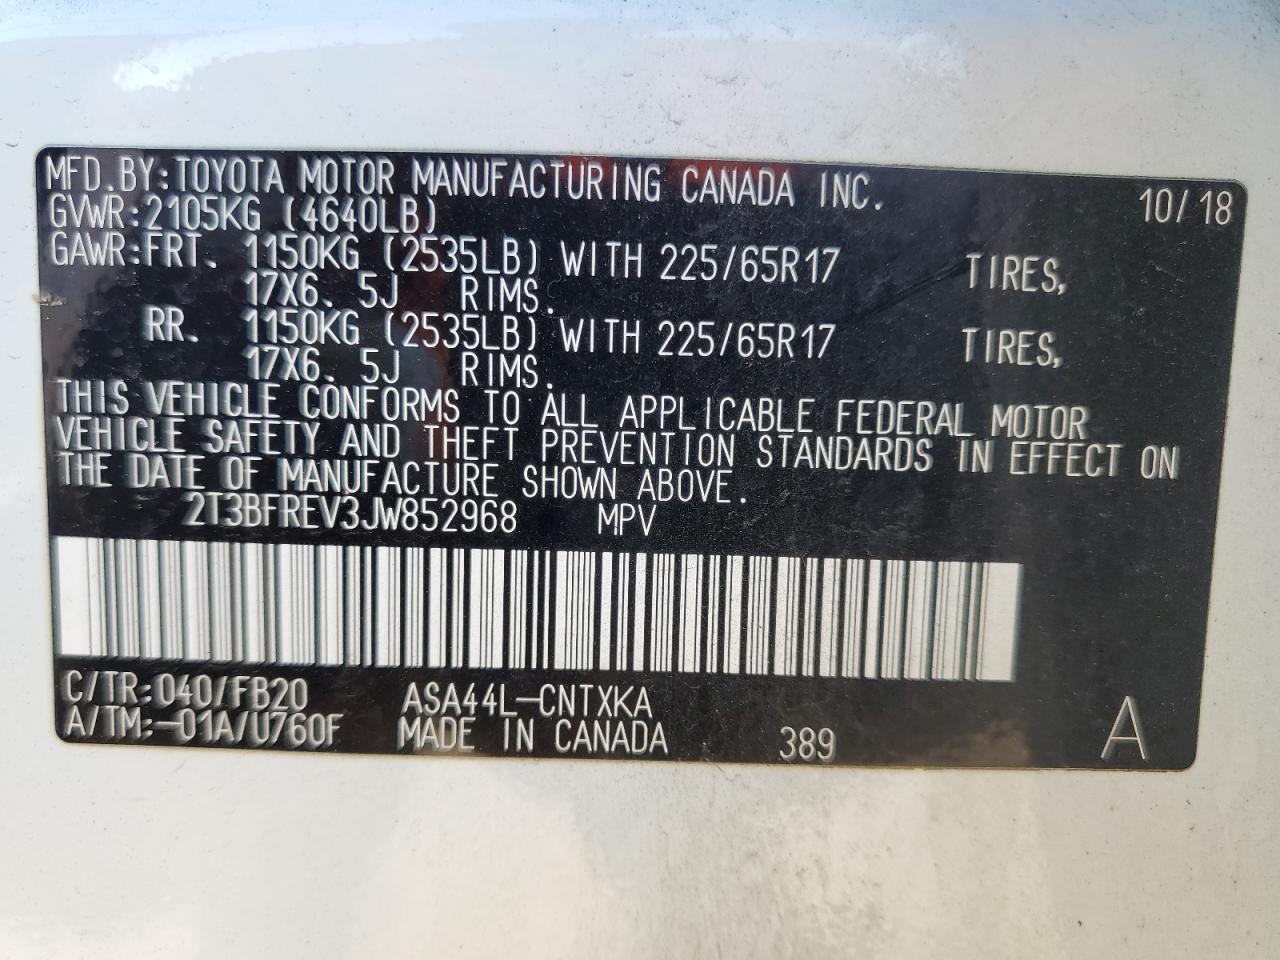 MFD.BY:TOYOTA MOTOR MANUFACTURING CANADA INC. 10/18
GVWR:2105KG (4640LB)
GAWR:FRT. 1150KG (2535LB) WITH 225/65R17 TIRES,
17X6.5J RIMS.
RR. 1150KG (2535LB) WITH 225/65R17 TIRES,
17X6.5J RIMS.
THIS VEHICLE CONFORMS TO ALL APPLICABLE FEDERAL MOTOR
VEHICLE SAFETY AND THEFT PREVENTION STANDARDS IN EFFECT ON
THE DATE OF MANUFACTURE SHOWN ABOVE.
2T3BFREV3JW852968 MPV
C/TR:040/FB20 ASA44L-CNTXKA
A/TM:-01A/U760F MADE IN CANADA 389 A